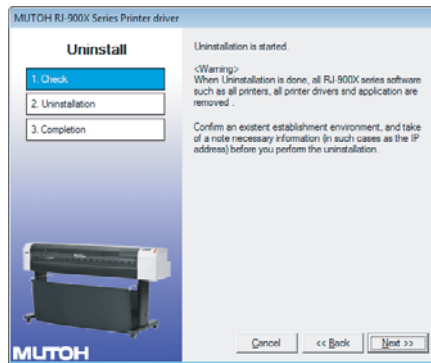 MUTOH RJ-900X Series Printer driver
Uninstall
1. Check
2. Uninstallation
3. Completion
Uninstallation is started.
<Warning>
When Uninstallation is done, all RJ-900X series software
such as all printers, all printer drivers snd application are
removed .
Confirm an existent establishment environment, and take
of a note necessary information (in such cases as the IP
address) before you perform the uninstallation.
MUTOH
Cancel
<< Back
Next >>